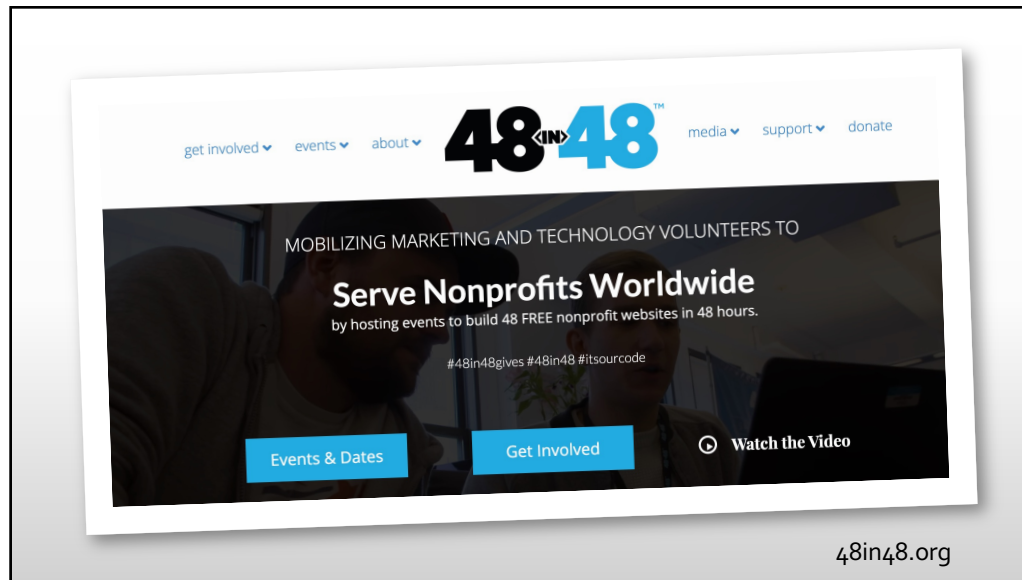 get involved events about 48<IN>48™ media support donate
MOBILIZING MARKETING AND TECHNOLOGY VOLUNTEERS TO
Serve Nonprofits Worldwide
by hosting events to build 48 FREE nonprofit websites in 48 hours.
#48in48gives #48in48 #itsourcode
Events & Dates Get Involved Watch the Video
48in48.org